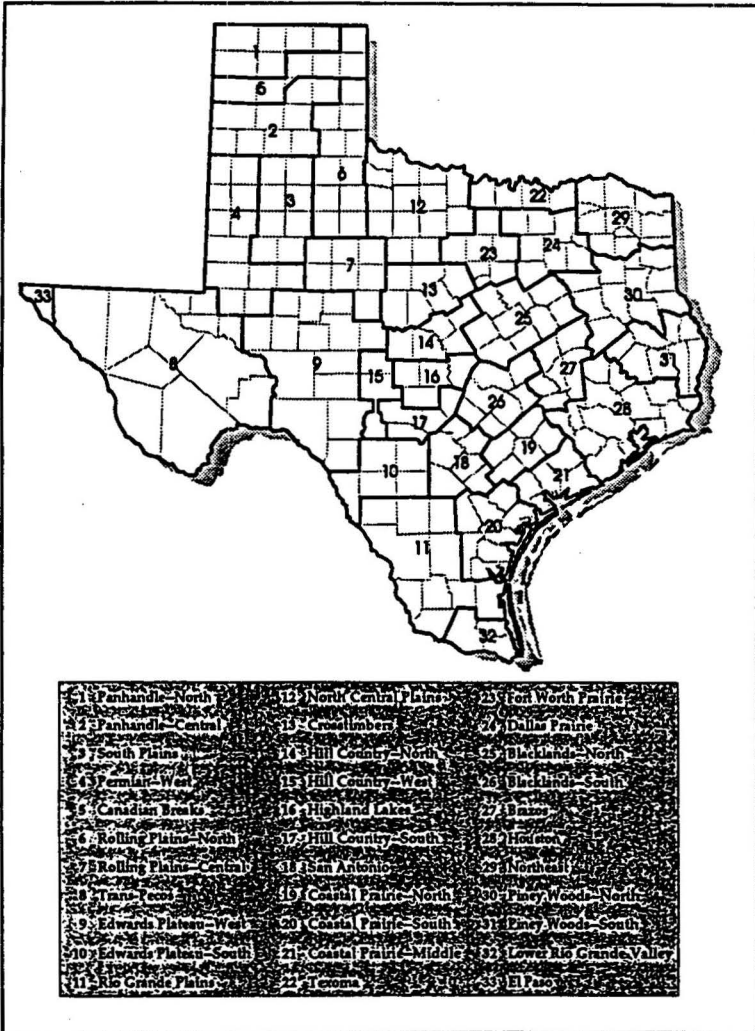 1
6
2
6
22
4
3
12
29
23
24
7
33
13
30
25
14
8
9
31
15
16
27
26
28
17
19
18
2
10
21
20
11
32
1 Panhandle–North
2 Panhandle–Central
3 South Plains
4 Permian–West
5 Canadian Breaks
6 Rolling Plains–North
7 Rolling Plains–Central
8 Trans-Pecos
9 Edwards Plateau–West
10 Edwards Plateau–South
11 Rio Grande Plains
12 North Central Plains
13 Crosstimbers
14 Hill Country–North
15 Hill Country–West
16 Highland Lakes
17 Hill Country–South
18 San Antonio
19 Coastal Prairie–North
20 Coastal Prairie–South
21 Coastal Prairie–Middle
22 Texoma
23 Fort Worth Prairie
24 Dallas Prairie
25 Blacklands–North
26 Blacklands–South
27 Brazos
28 Houston
29 Northeast
30 Piney Woods–North
31 Piney Woods–South
32 Lower Rio Grande Valley
33 El Paso